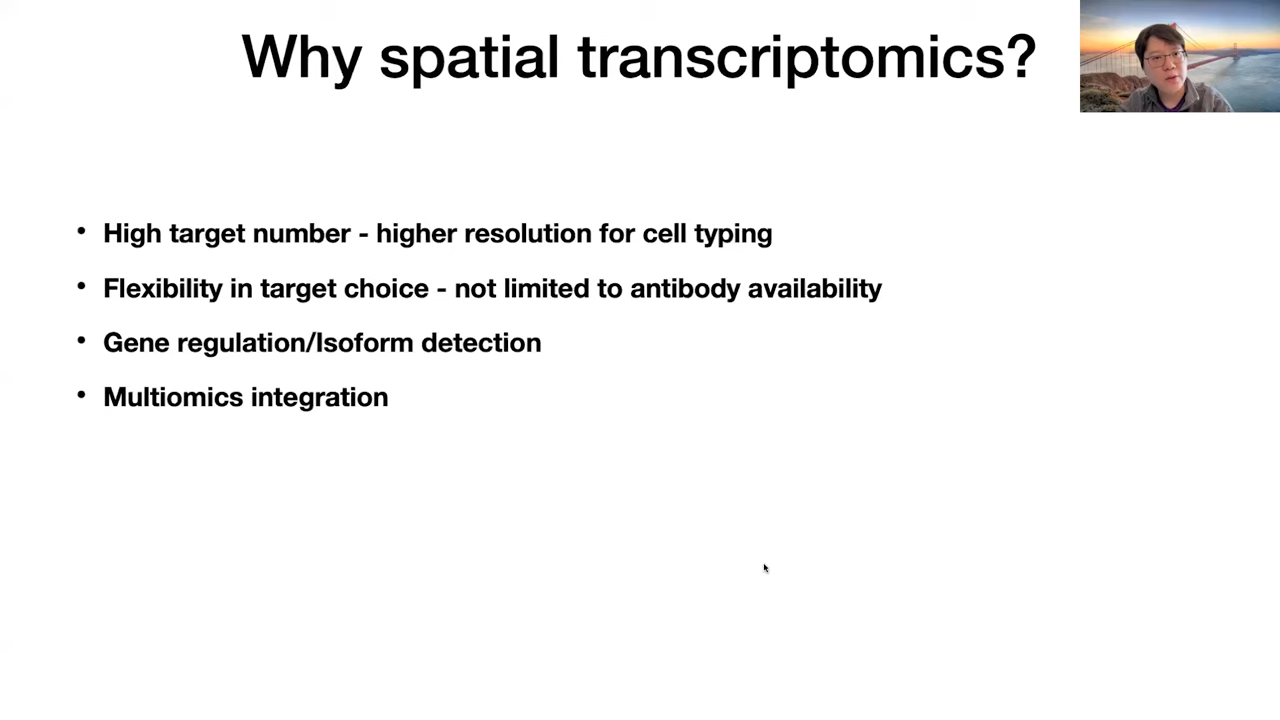 Why spatial transcriptomics?
• High target number - higher resolution for cell typing
• Flexibility in target choice - not limited to antibody availability
• Gene regulation/Isoform detection
• Multiomics integration